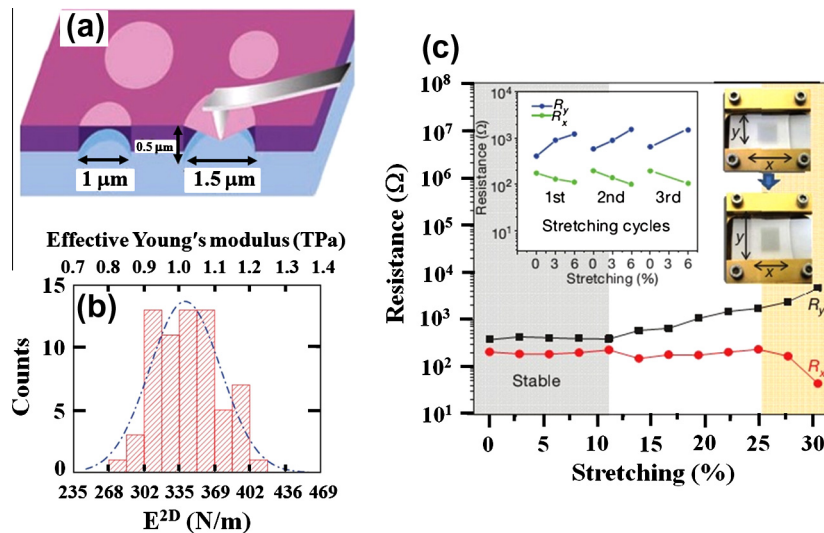 (a)
0.5 μm
1 μm
1.5 μm
Effective Young's modulus (TPa)
0.7 0.8 0.9 1.0 1.1 1.2 1.3 1.4
(b)
15
10
5
0
Counts
235 268 302 335 369 402 436 469
E2D (N/m)
(c)
Resistance (Ω)
10⁸
10⁷
10⁶
10⁵
10⁴
10³
10²
10¹
Ry
Rx
Resistance (Ω)
10³
10²
10¹
1st 2nd 3rd
Stretching cycles
0 3 6 0 3 6 0 3 6
Stretching (%)
y
x
y
x
Ry
Rx
Stable
0 5 10 15 20 25 30
Stretching (%)